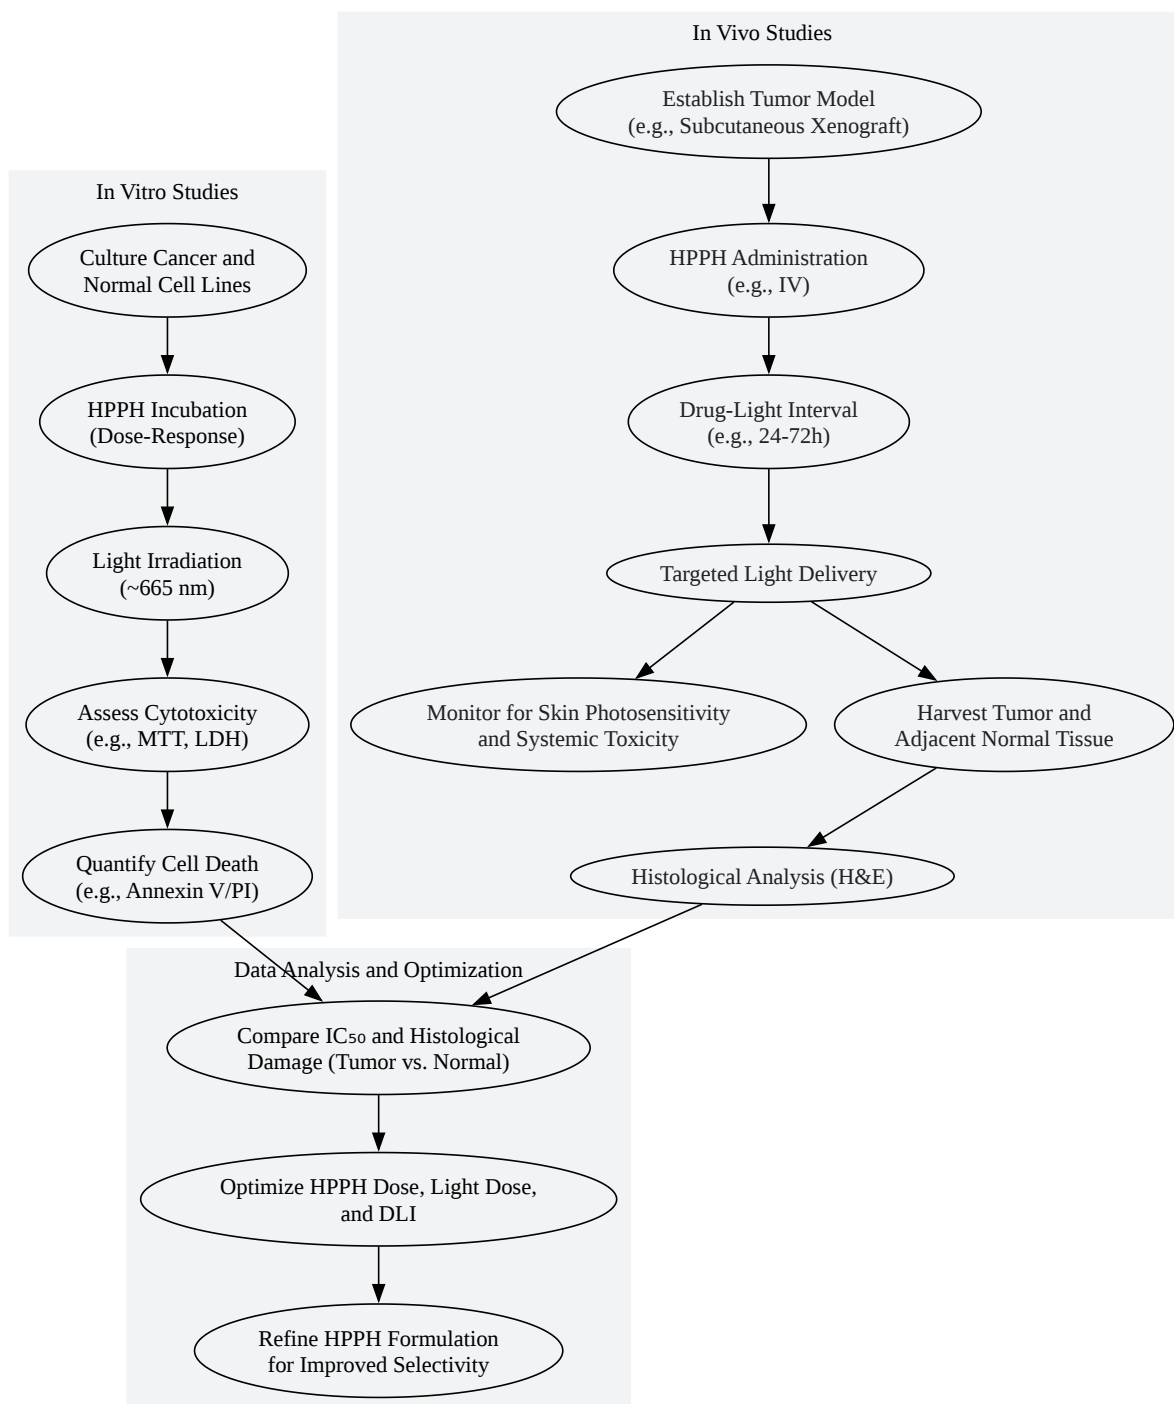 In Vivo Studies
Establish Tumor Model
(e.g., Subcutaneous Xenograft)
HPPH Administration
(e.g., IV)
Drug-Light Interval
(e.g., 24-72h)
Targeted Light Delivery
Monitor for Skin Photosensitivity
and Systemic Toxicity
Harvest Tumor and
Adjacent Normal Tissue
Histological Analysis (H&E)
In Vitro Studies
Culture Cancer and
Normal Cell Lines
HPPH Incubation
(Dose-Response)
Light Irradiation
(~665 nm)
Assess Cytotoxicity
(e.g., MTT, LDH)
Quantify Cell Death
(e.g., Annexin V/PI)
Data Analysis and Optimization
Compare IC₅₀ and Histological
Damage (Tumor vs. Normal)
Optimize HPPH Dose, Light Dose,
and DLI
Refine HPPH Formulation
for Improved Selectivity